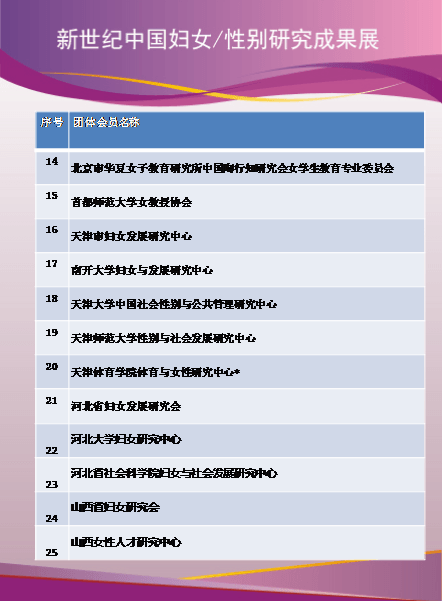 新世纪中国妇女/性别研究成果展
序号 团体会员名称
14 北京市华夏女子教育研究所中国陶行知研究会女学生教育专业委员会
15 首都师范大学女教授协会
16 天津市妇女发展研究中心
17 南开大学妇女与发展研究中心
18 天津大学中国社会性别与公共管理研究中心
19 天津师范大学性别与社会发展研究中心
20 天津体育学院体育与女性研究中心*
21 河北省妇女发展研究会
22 河北大学妇女研究中心
23 河北省社会科学院妇女与社会发展研究中心
24 山西省妇女研究会
25 山西女性人才研究中心